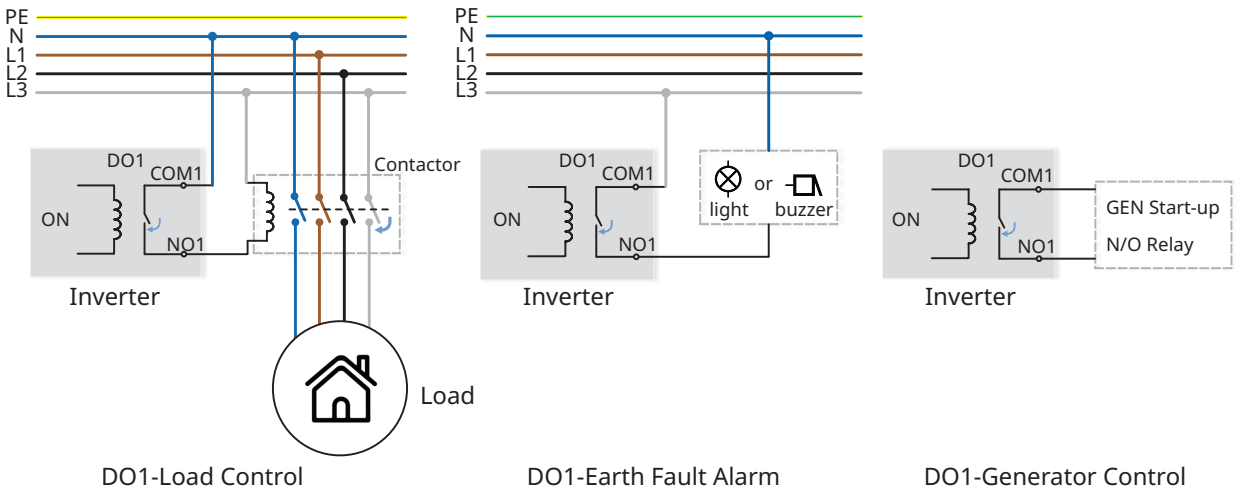 PE
N
L1
L2
L3
DO1
COM1
ON
NO1
Inverter
Contactor
Load
DO1-Load Control
PE
N
L1
L2
L3
DO1
COM1
ON
NO1
Inverter
or
light
buzzer
DO1-Earth Fault Alarm
DO1
COM1
ON
NO1
Inverter
GEN Start-up
N/O Relay
DO1-Generator Control